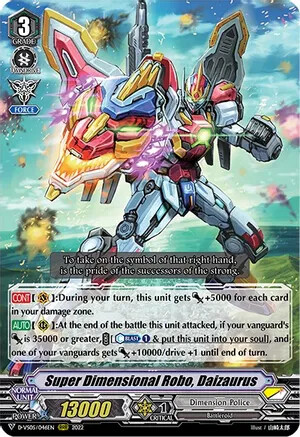 3
GRADE
TWIN DRIVE!!
FORCE
To take on the symbol of that right hand,
is the pride of the successors of the strong.
CONT 1:During your turn, this unit gets +5000 for each card
in your damage zone.
AUTO 1:At the end of the battle this unit attacked, if your vanguard's
is 35000 or greater, [BLAST 1 & put this unit into your soul], and
one of your vanguards gets +10000/drive +1 until end of turn.
NORMAL
UNIT
Super Dimensional Robo, Daizaurus
POWER
13000
1
CRITICAL
Dimension Police
Battleroid
D-VS05/046EN RRR 2022